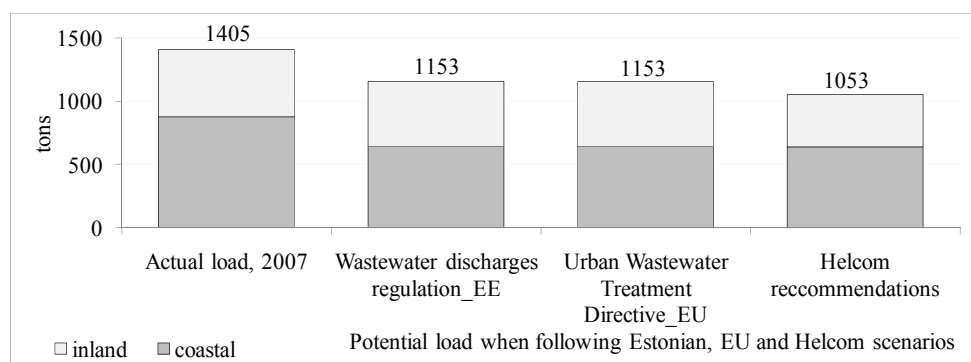 1500
1000
500
0
tons
1405
1153
1153
1053
Actual load, 2007
Wastewater discharges
regulation_EE
Urban Wastewater
Treatment
Directive_EU
Helcom
reccommendations
Potential load when following Estonian, EU and Helcom scenarios
inland
coastal